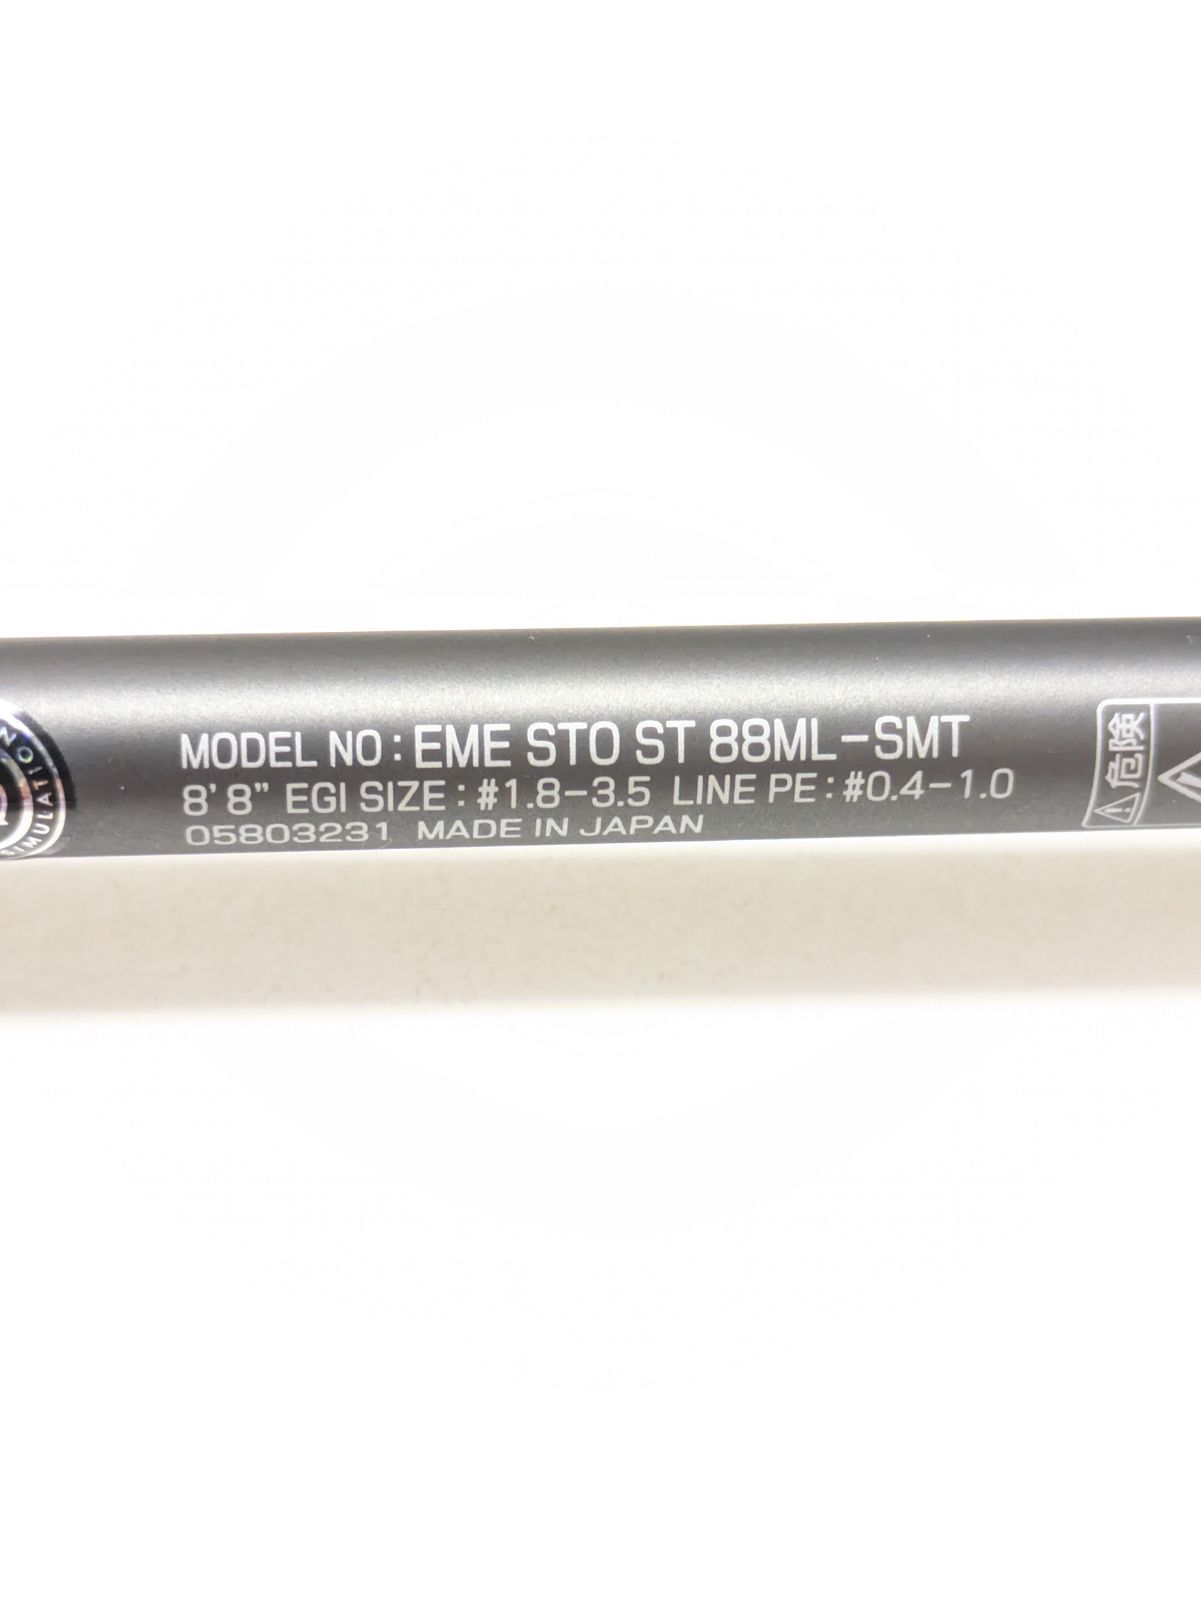 MODEL NO : EME STO ST 88ML-SMT
8'8" EGI SIZE : #1.8-3.5 LINE PE : #0.4-1.0
05803231 MADE IN JAPAN
危険